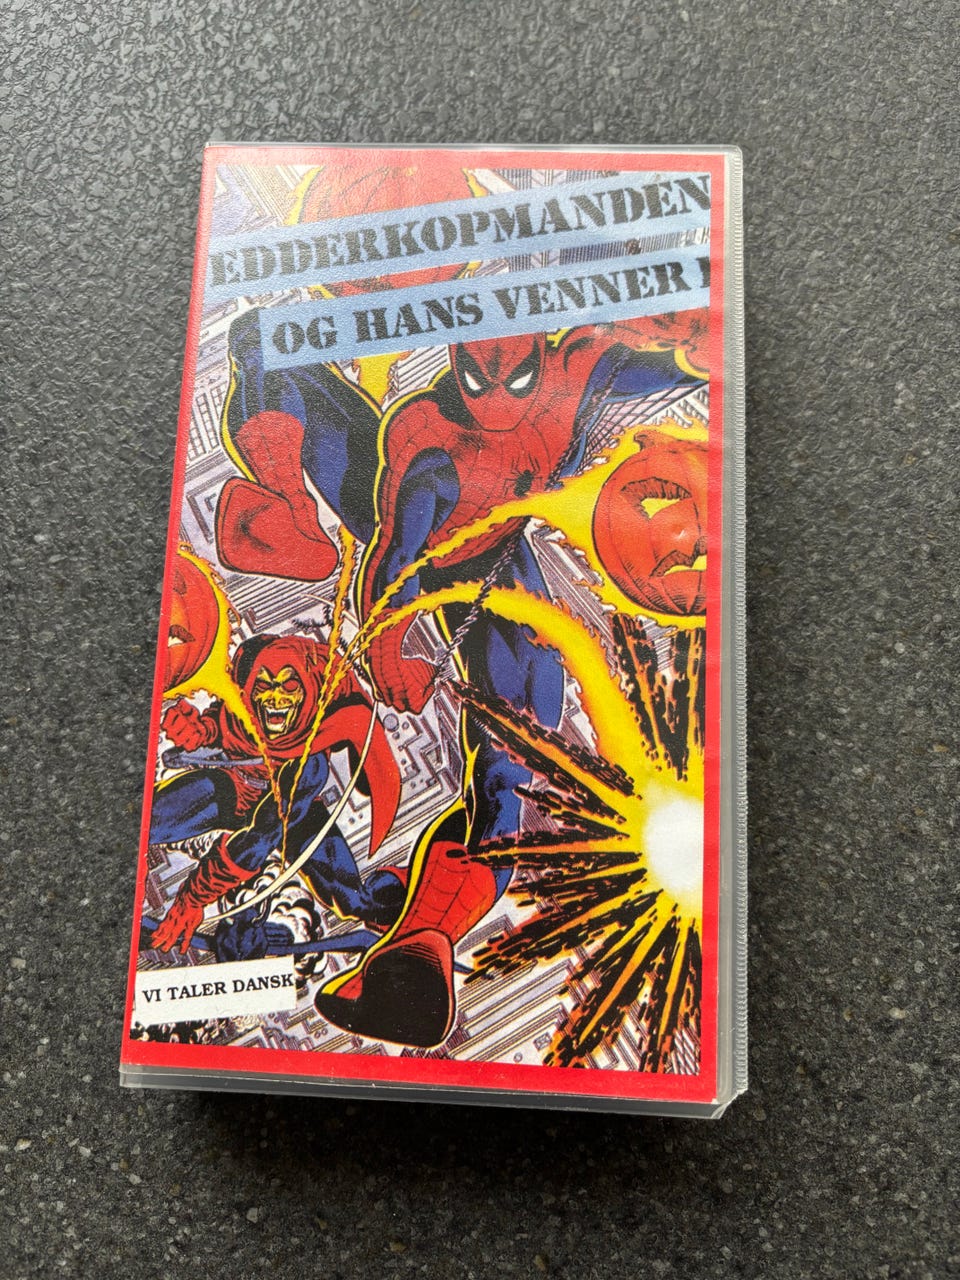 EDDERKOPMANDEN
OG HANS VENNER
VI TALER DANSK